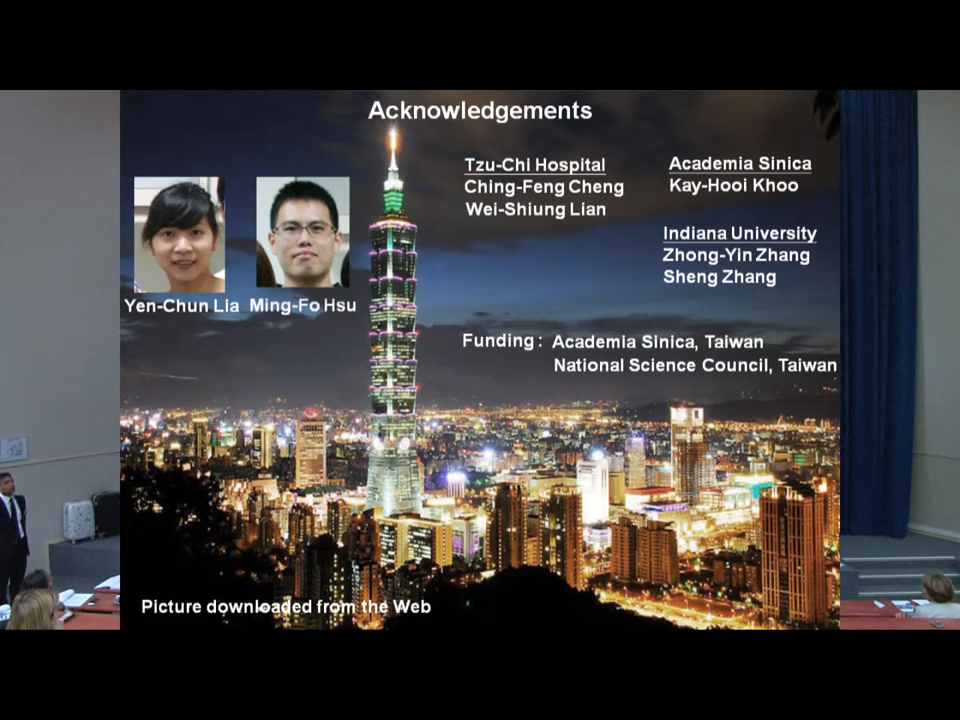 Acknowledgements
Tzu-Chi Hospital
Ching-Feng Cheng
Wei-Shiung Lian
Academia Sinica
Kay-Hooi Khoo
Indiana University
Zhong-Yin Zhang
Sheng Zhang
Yen-Chun Lia
Ming-Fo Hsu
Funding : Academia Sinica, Taiwan
National Science Council, Taiwan
Picture downloaded from the Web